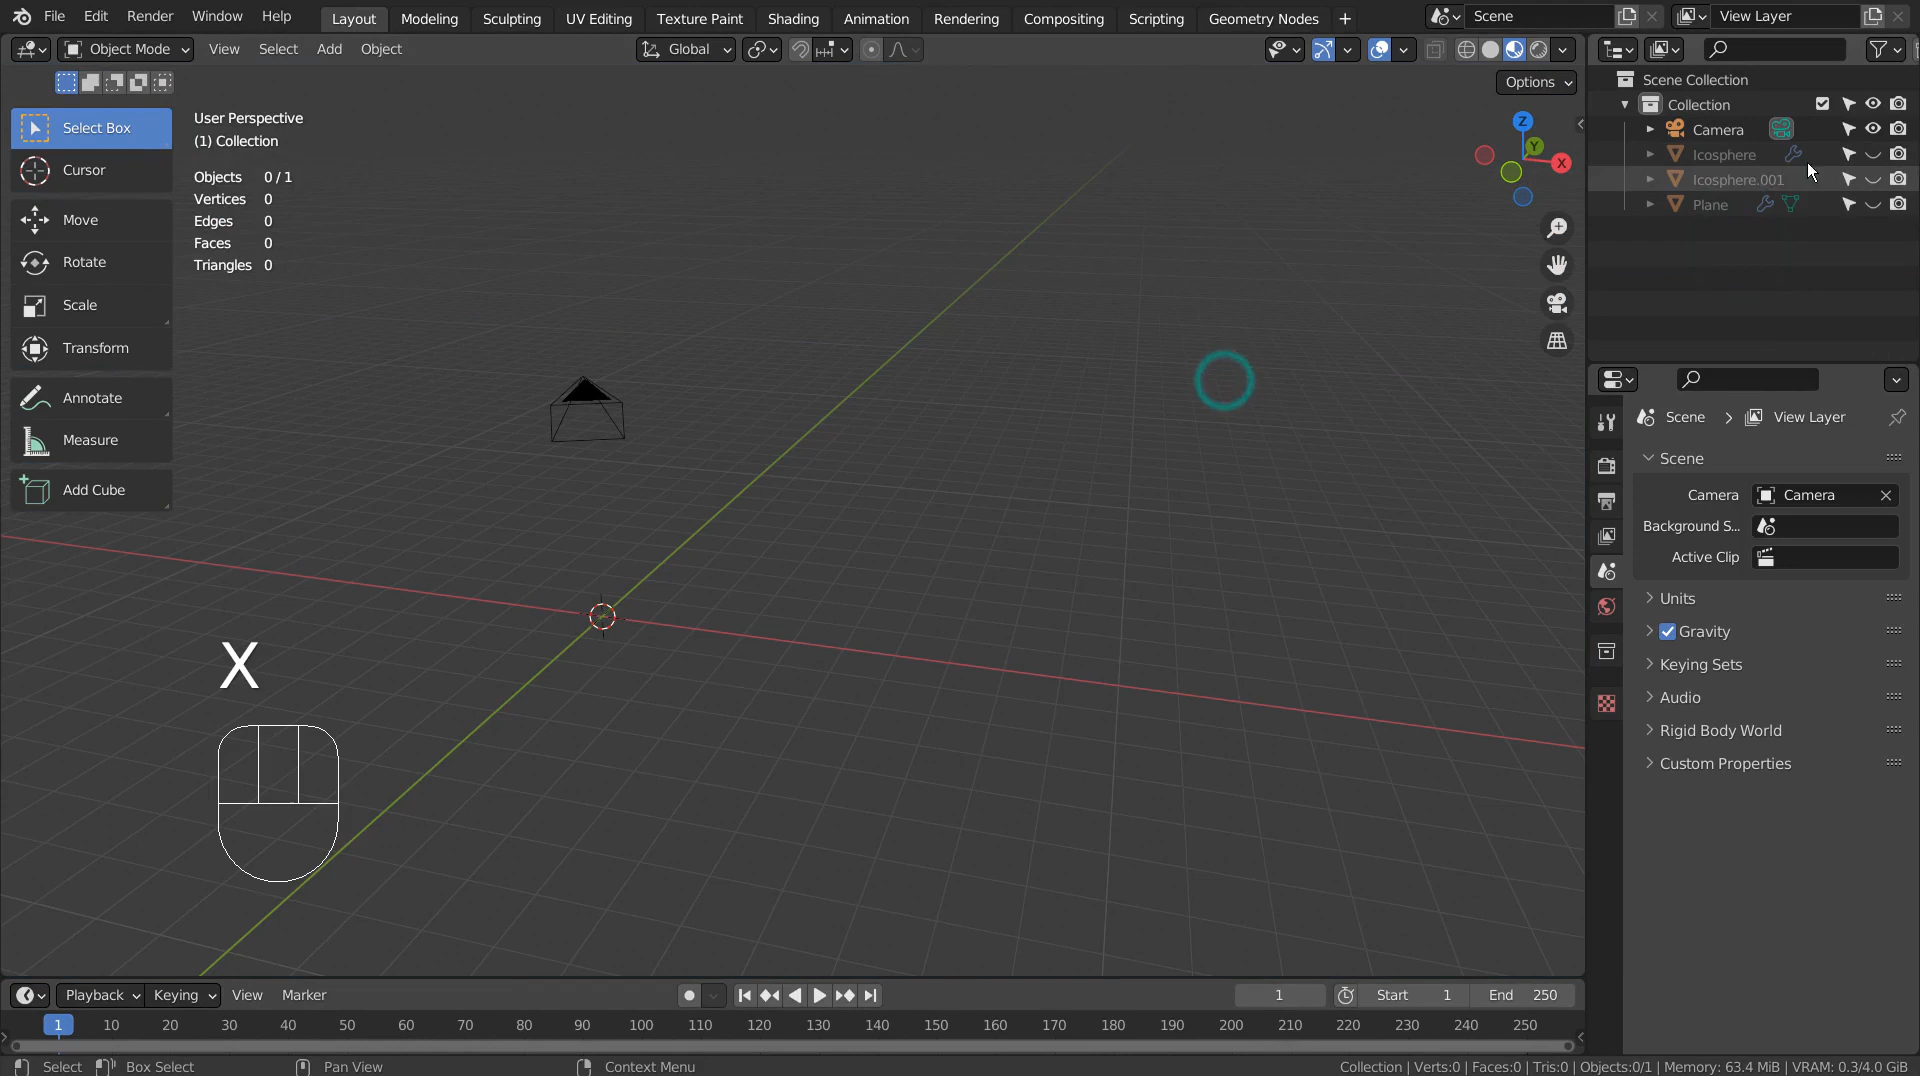 File Edit Render Window Help
Layout Modeling Sculpting UV Editing Texture Paint Shading Animation Rendering Compositing Scripting Geometry Nodes +
Scene
View Layer
Object Mode View Select Add Object
Global
Options
Select Box
Cursor
Move
Rotate
Scale
Transform
Annotate
Measure
Add Cube
User Perspective
(1) Collection
Objects 0 / 1
Vertices 0
Edges 0
Faces 0
Triangles 0
Z
Y
X
X
Scene Collection
Collection
Camera
Icosphere
Icosphere.001
Plane
Scene > View Layer
Scene
Camera Camera
Background S...
Active Clip
Units
Gravity
Keying Sets
Audio
Rigid Body World
Custom Properties
Playback Keying View Marker
1
Start 1
End 250
1 10 20 30 40 50 60 70 80 90 100 110 120 130 140 150 160 170 180 190 200 210 220 230 240 250
Select Box Select Pan View Context Menu
Collection | Verts:0 | Faces:0 | Tris:0 | Objects:0/1 | Memory: 63.4 MiB | VRAM: 0.3/4.0 GiB